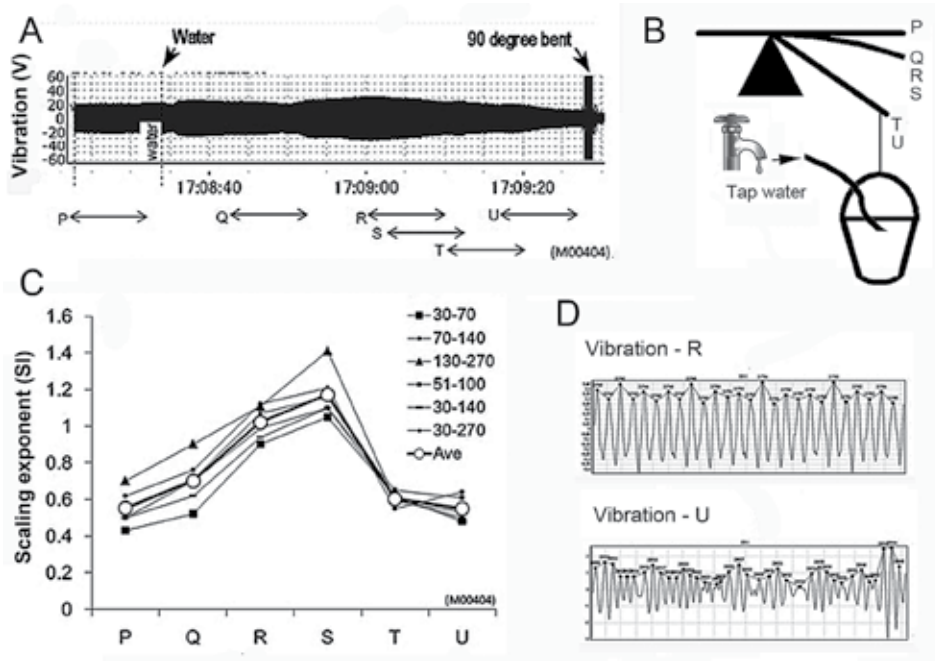 A
Water
90 degree bent
Vibration (V)
60
40
20
0
-20
-40
-60
water
17:08:40
17:09:00
17:09:20
P
Q
R
U
S
T
(M00404).
B
P
Q
R
S
T
U
Tap water
C
Scaling exponent (SI)
1.6
1.4
1.2
1
0.8
0.6
0.4
0.2
0
30-70
70-140
130-270
51-100
30-140
30-270
Ave
(M00404)
P Q R S T U
D
Vibration - R
Vibration - U